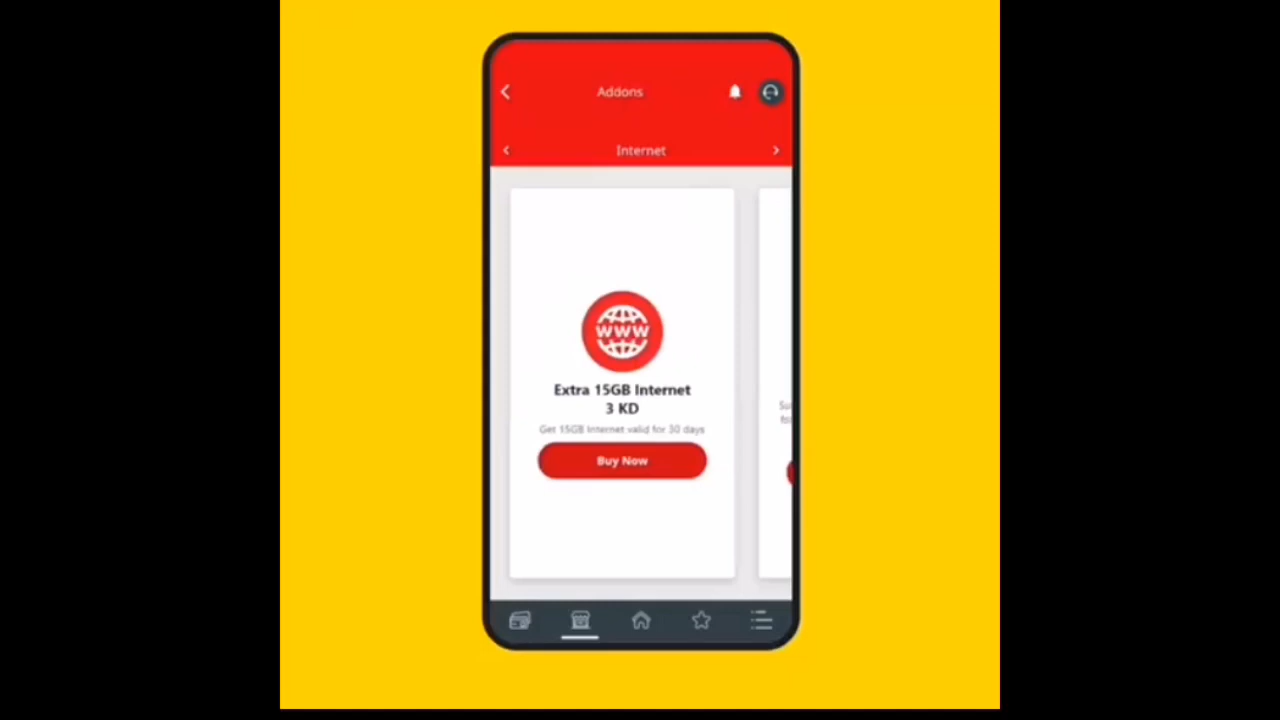 Addons
Internet
WWW
Extra 15GB Internet
3 KD
Get 15GB Internet valid for 30 days
Buy Now